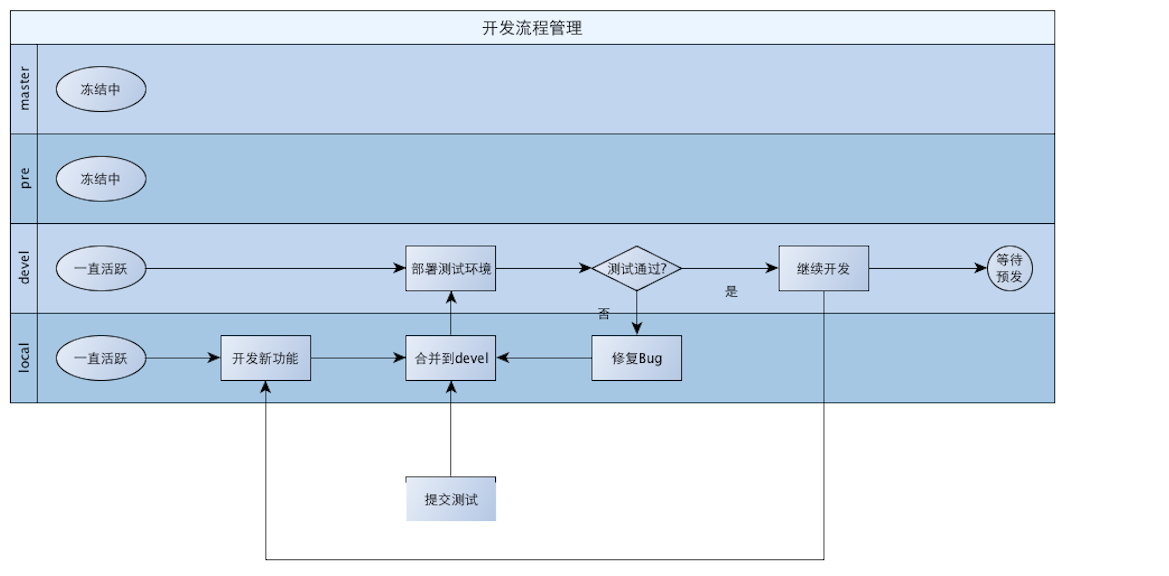 开发流程管理
master
冻结中
pre
冻结中
devel
一直活跃
部署测试环境
测试通过?
继续开发
等待
预发
是
否
local
一直活跃
开发新功能
合并到devel
修复Bug
提交测试